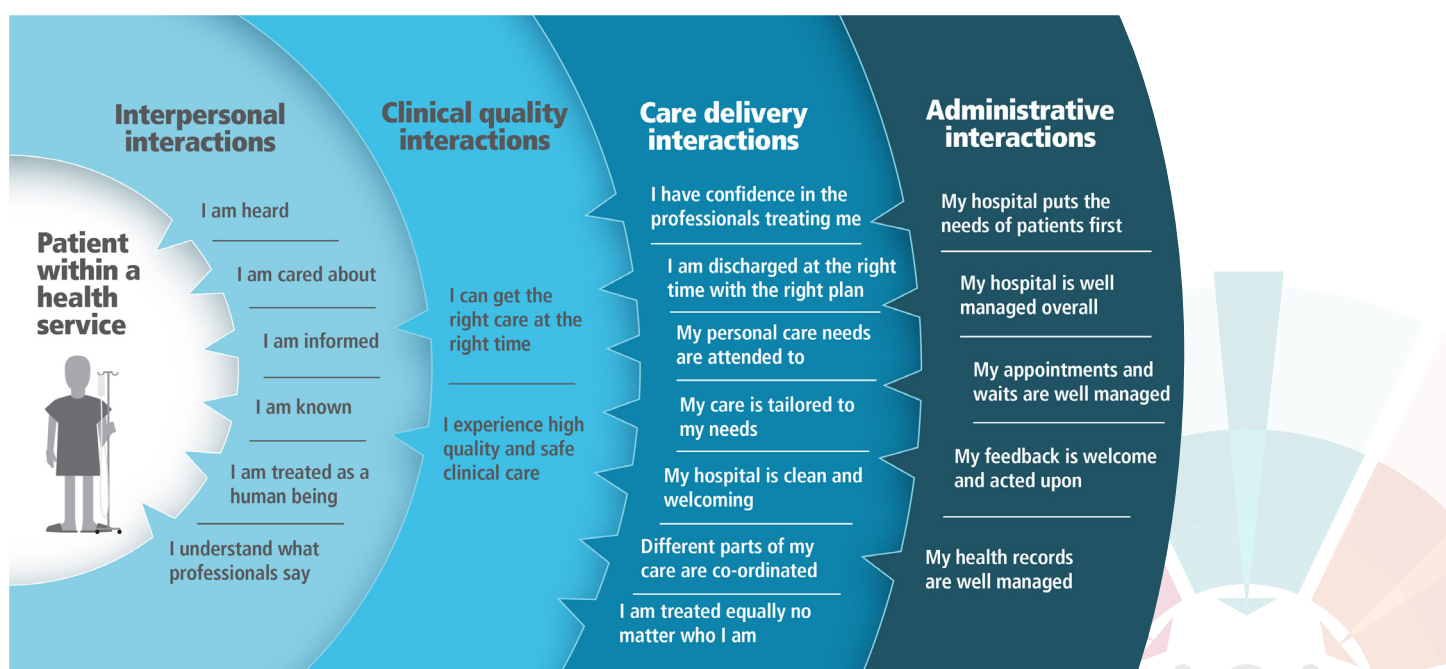 Patient
within a
health
service
Interpersonal
interactions
I am heard
I am cared about
I am informed
I am known
I am treated as a
human being
I understand what
professionals say
Clinical quality
interactions
I can get the
right care at the
right time
I experience high
quality and safe
clinical care
Care delivery
interactions
I have confidence in the
professionals treating me
I am discharged at the right
time with the right plan
My personal care needs
are attended to
My care is tailored to
my needs
My hospital is clean and
welcoming
Different parts of my
care are co-ordinated
I am treated equally no
matter who I am
Administrative
interactions
My hospital puts the
needs of patients first
My hospital is well
managed overall
My appointments and
waits are well managed
My feedback is welcome
and acted upon
My health records
are well managed